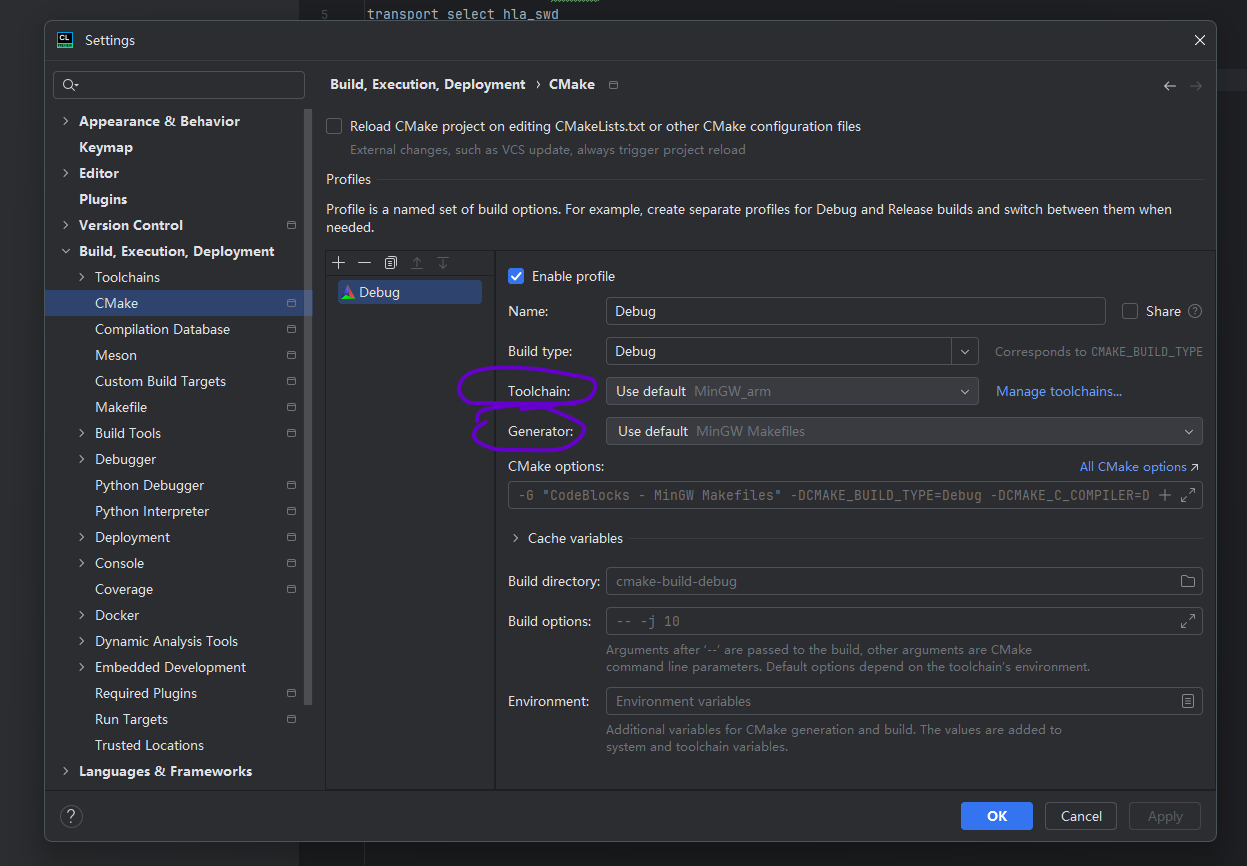 5 transport select hla_swd
CL
Settings
Build, Execution, Deployment › CMake
Reload CMake project on editing CMakeLists.txt or other CMake configuration files
External changes, such as VCS update, always trigger project reload
Appearance & Behavior
Keymap
Editor
Plugins
Version Control
Build, Execution, Deployment
Toolchains
CMake
Compilation Database
Meson
Custom Build Targets
Makefile
Build Tools
Debugger
Python Debugger
Python Interpreter
Deployment
Console
Coverage
Docker
Dynamic Analysis Tools
Embedded Development
Required Plugins
Run Targets
Trusted Locations
Languages & Frameworks
Profiles
Profile is a named set of build options. For example, create separate profiles for Debug and Release builds and switch between them when
needed.
Debug
Enable profile
Name: Debug Share ?
Build type: Debug Corresponds to CMAKE_BUILD_TYPE
Toolchain: Use default MinGW_arm Manage toolchains...
Generator: Use default MinGW Makefiles
CMake options: All CMake options ↗
-G "CodeBlocks - MinGW Makefiles" -DCMAKE_BUILD_TYPE=Debug -DCMAKE_C_COMPILER=D
Cache variables
Build directory: cmake-build-debug
Build options: -- -j 10
Arguments after '--' are passed to the build, other arguments are CMake
command line parameters. Default options depend on the toolchain's environment.
Environment: Environment variables
Additional variables for CMake generation and build. The values are added to
system and toolchain variables.
? OK Cancel Apply